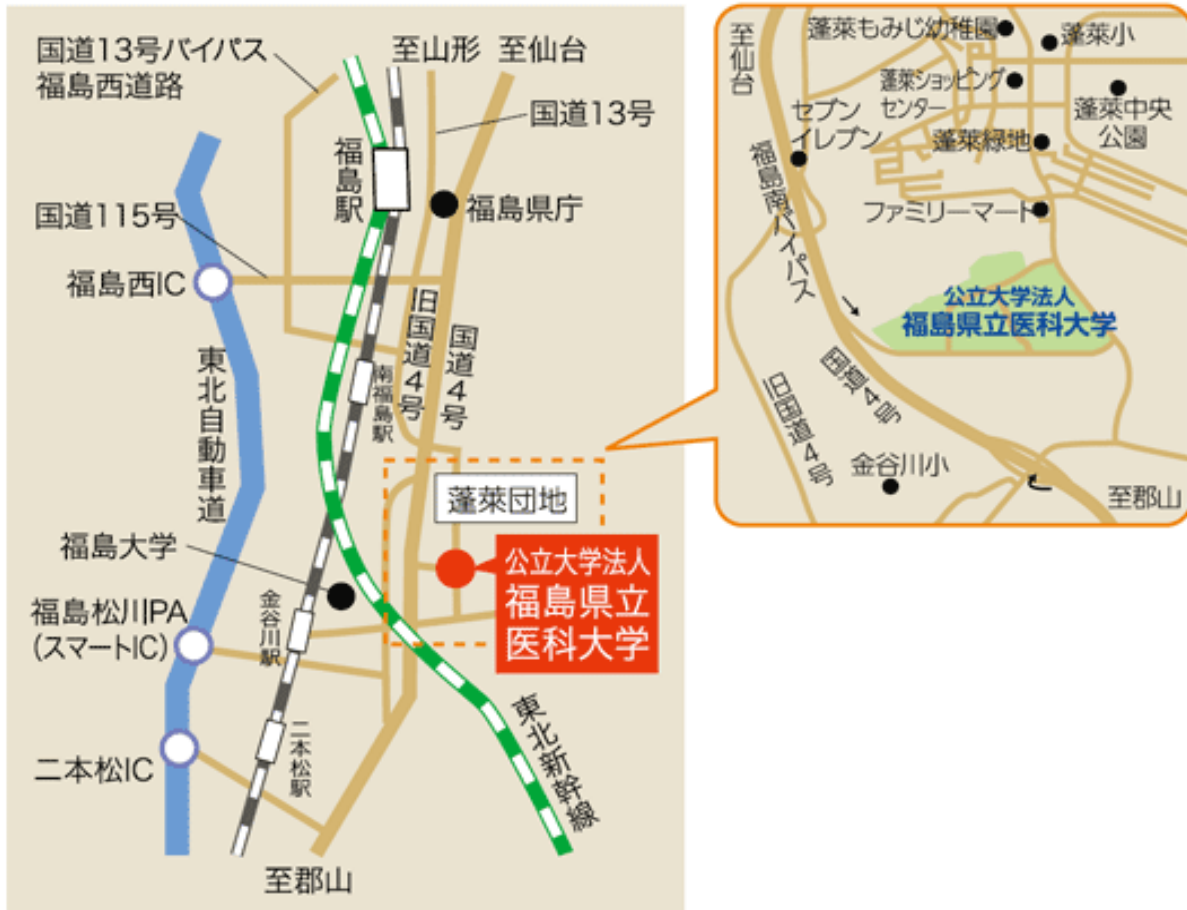 国道13号バイパス
福島西道路
至山形
至仙台
国道13号
福島駅
福島県庁
国道115号
福島西IC
旧国道4号
国道4号
東北自動車道
南福島駅
蓬萊団地
福島大学
公立大学法人
福島県立
医科大学
福島松川PA
(スマートIC)
金谷川駅
二本松IC
二本松駅
東北新幹線
至郡山
至仙台
蓬萊もみじ幼稚園
蓬萊小
蓬萊ショッピング
センター
蓬萊中央
公園
セブン
イレブン
蓬萊緑地
福島南バイパス
ファミリーマート
公立大学法人
福島県立医科大学
国道4号
旧国道4号
金谷川小
至郡山